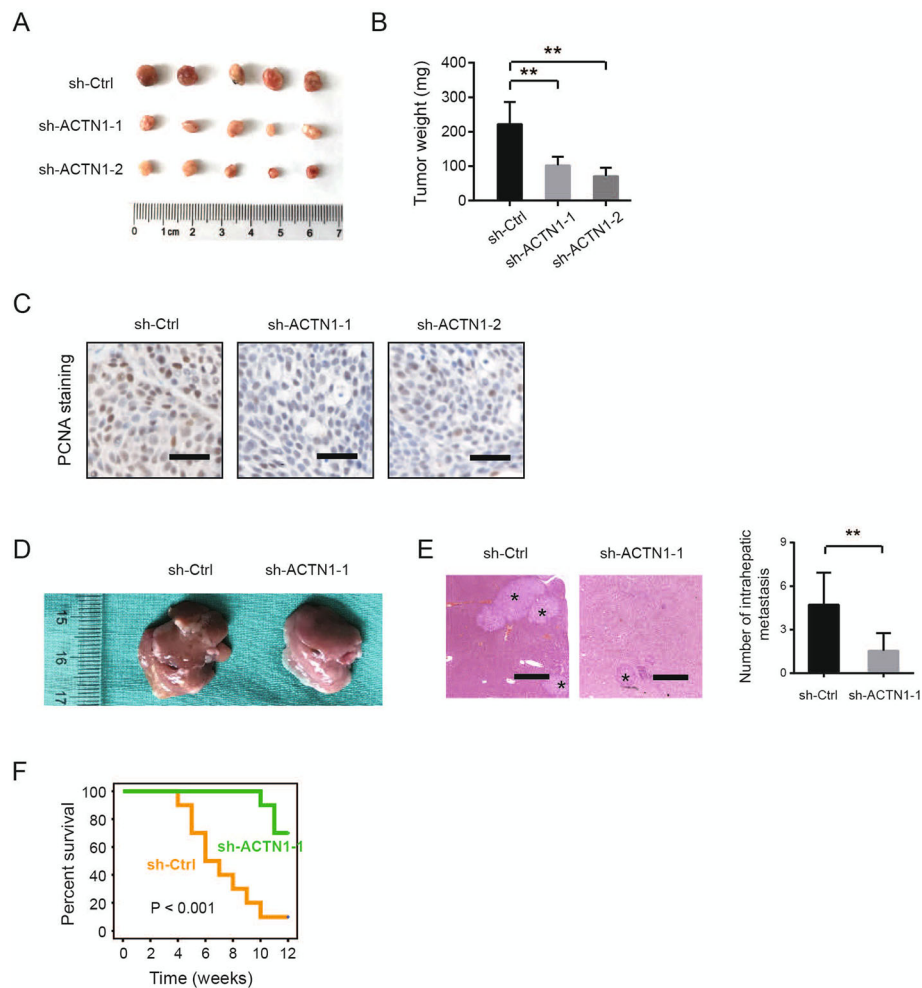 A
sh-Ctrl
sh-ACTN1-1
sh-ACTN1-2
0 1 cm 2 3 4 5 6 7
B
Tumor weight (mg)
400
300
200
100
0
**
**
sh-Ctrl
sh-ACTN1-1
sh-ACTN1-2
C
sh-Ctrl sh-ACTN1-1 sh-ACTN1-2
PCNA staining
D
sh-Ctrl sh-ACTN1-1
15
16
17
E
sh-Ctrl sh-ACTN1-1
* *
*
*
Number of intrahepatic
metastasis
9
6
3
0
**
sh-Ctrl sh-ACTN1-1
F
Percent survival
100
80
60
40
20
0
sh-ACTN1-1
sh-Ctrl
P < 0.001
0 2 4 6 8 10 12
Time (weeks)